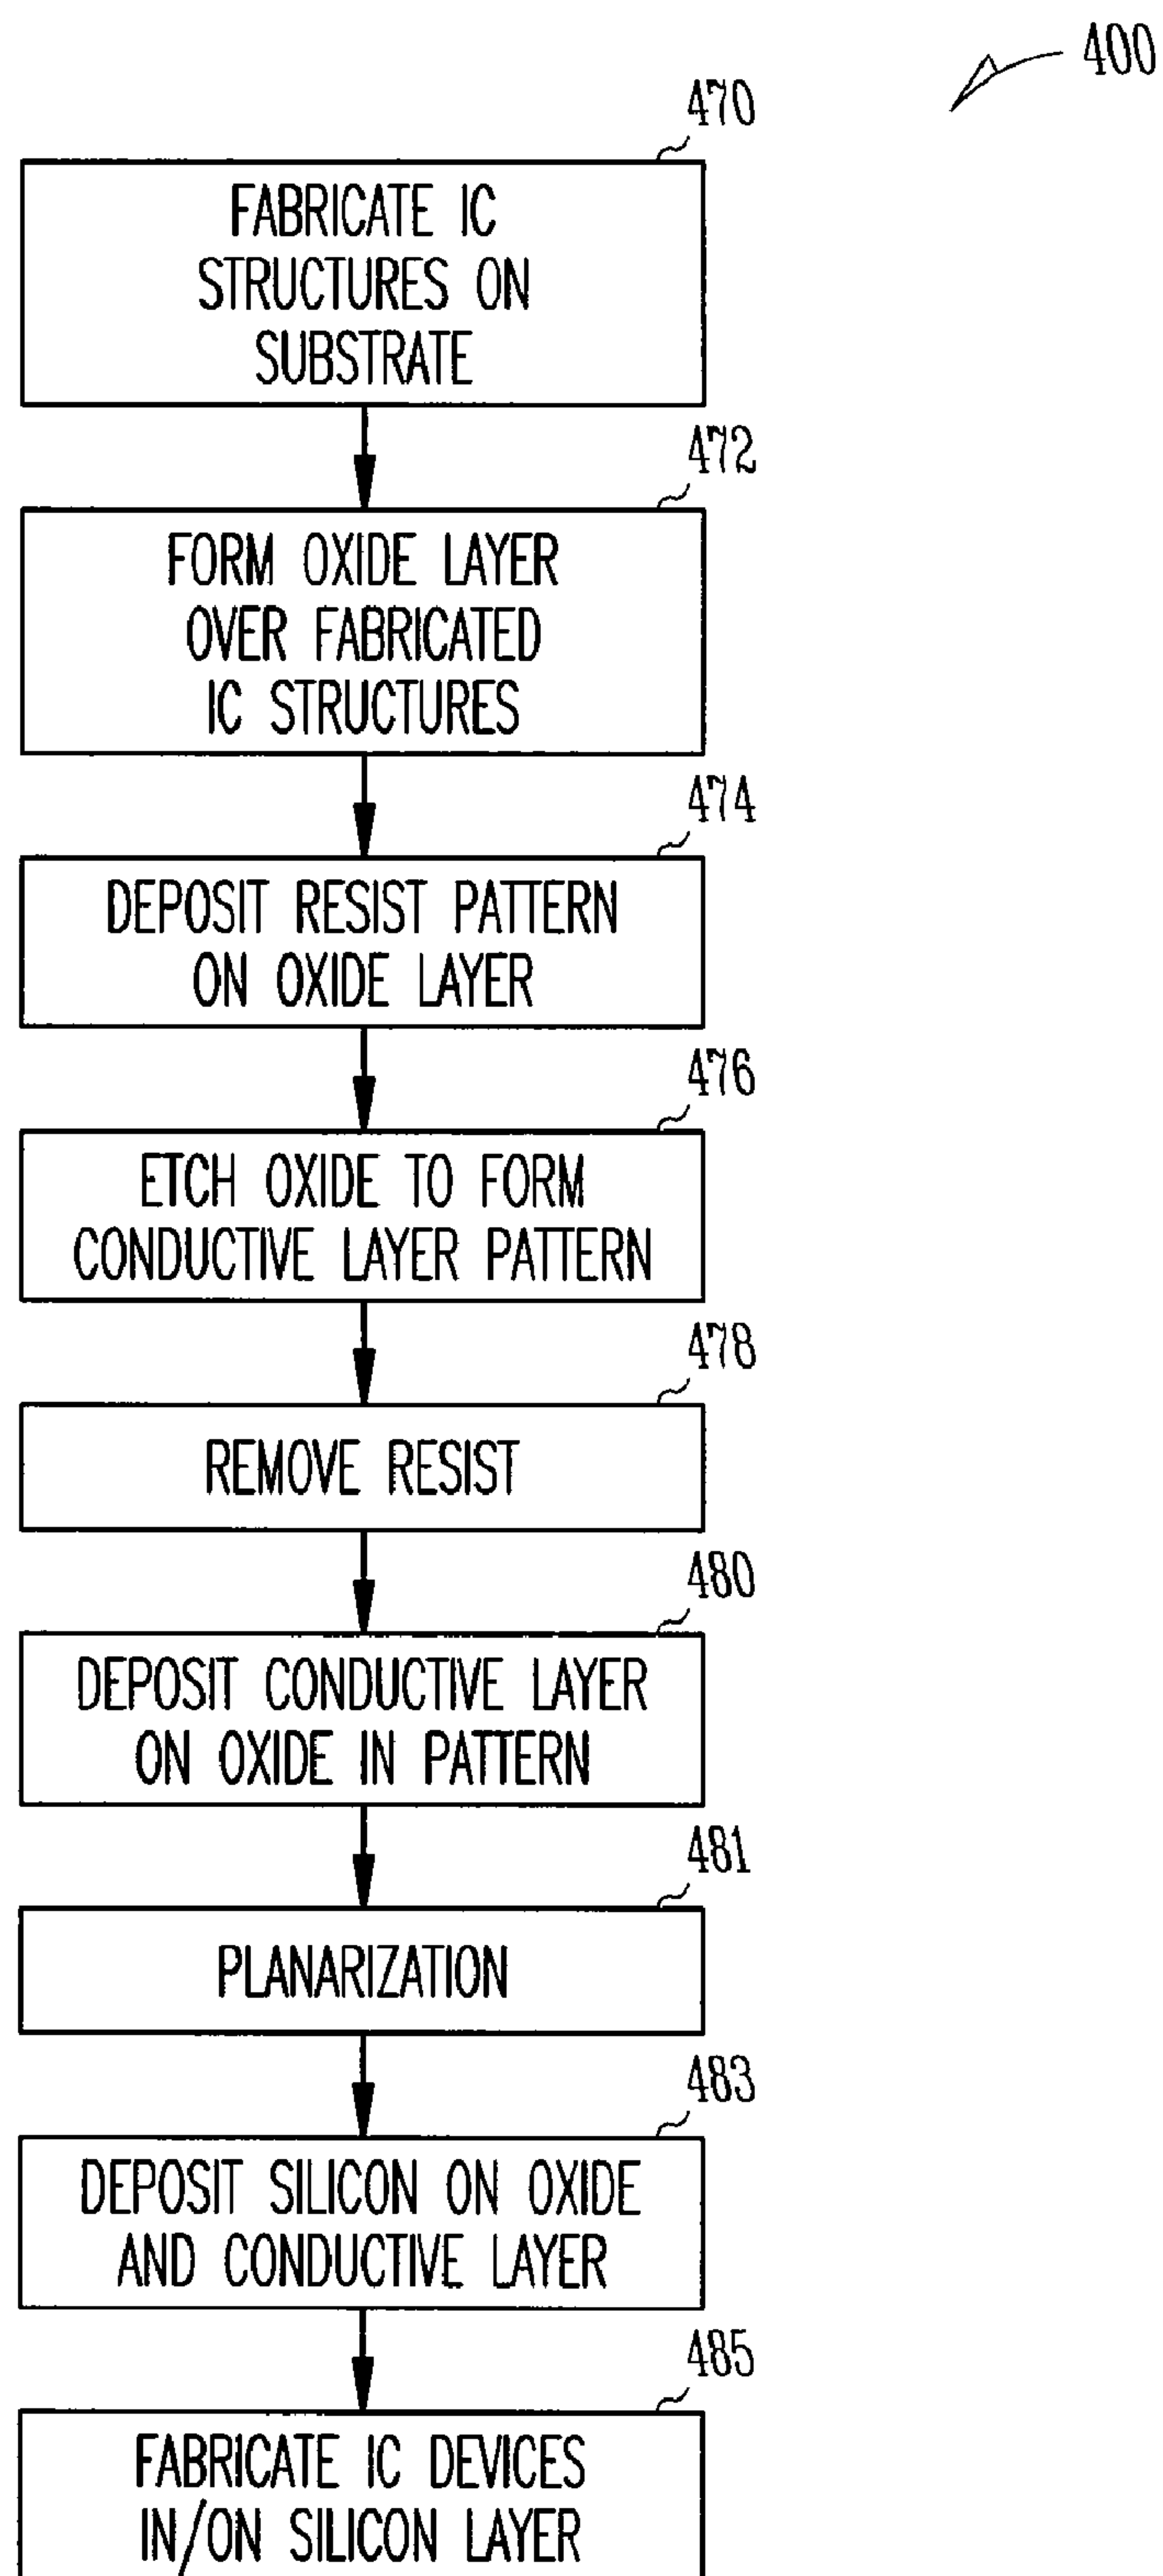 400
470
FABRICATE IC
STRUCTURES ON
SUBSTRATE
472
FORM OXIDE LAYER
OVER FABRICATED
IC STRUCTURES
474
DEPOSIT RESIST PATTERN
ON OXIDE LAYER
476
ETCH OXIDE TO FORM
CONDUCTIVE LAYER PATTERN
478
REMOVE RESIST
480
DEPOSIT CONDUCTIVE LAYER
ON OXIDE IN PATTERN
481
PLANARIZATION
483
DEPOSIT SILICON ON OXIDE
AND CONDUCTIVE LAYER
485
FABRICATE IC DEVICES
IN/ON SILICON LAYER